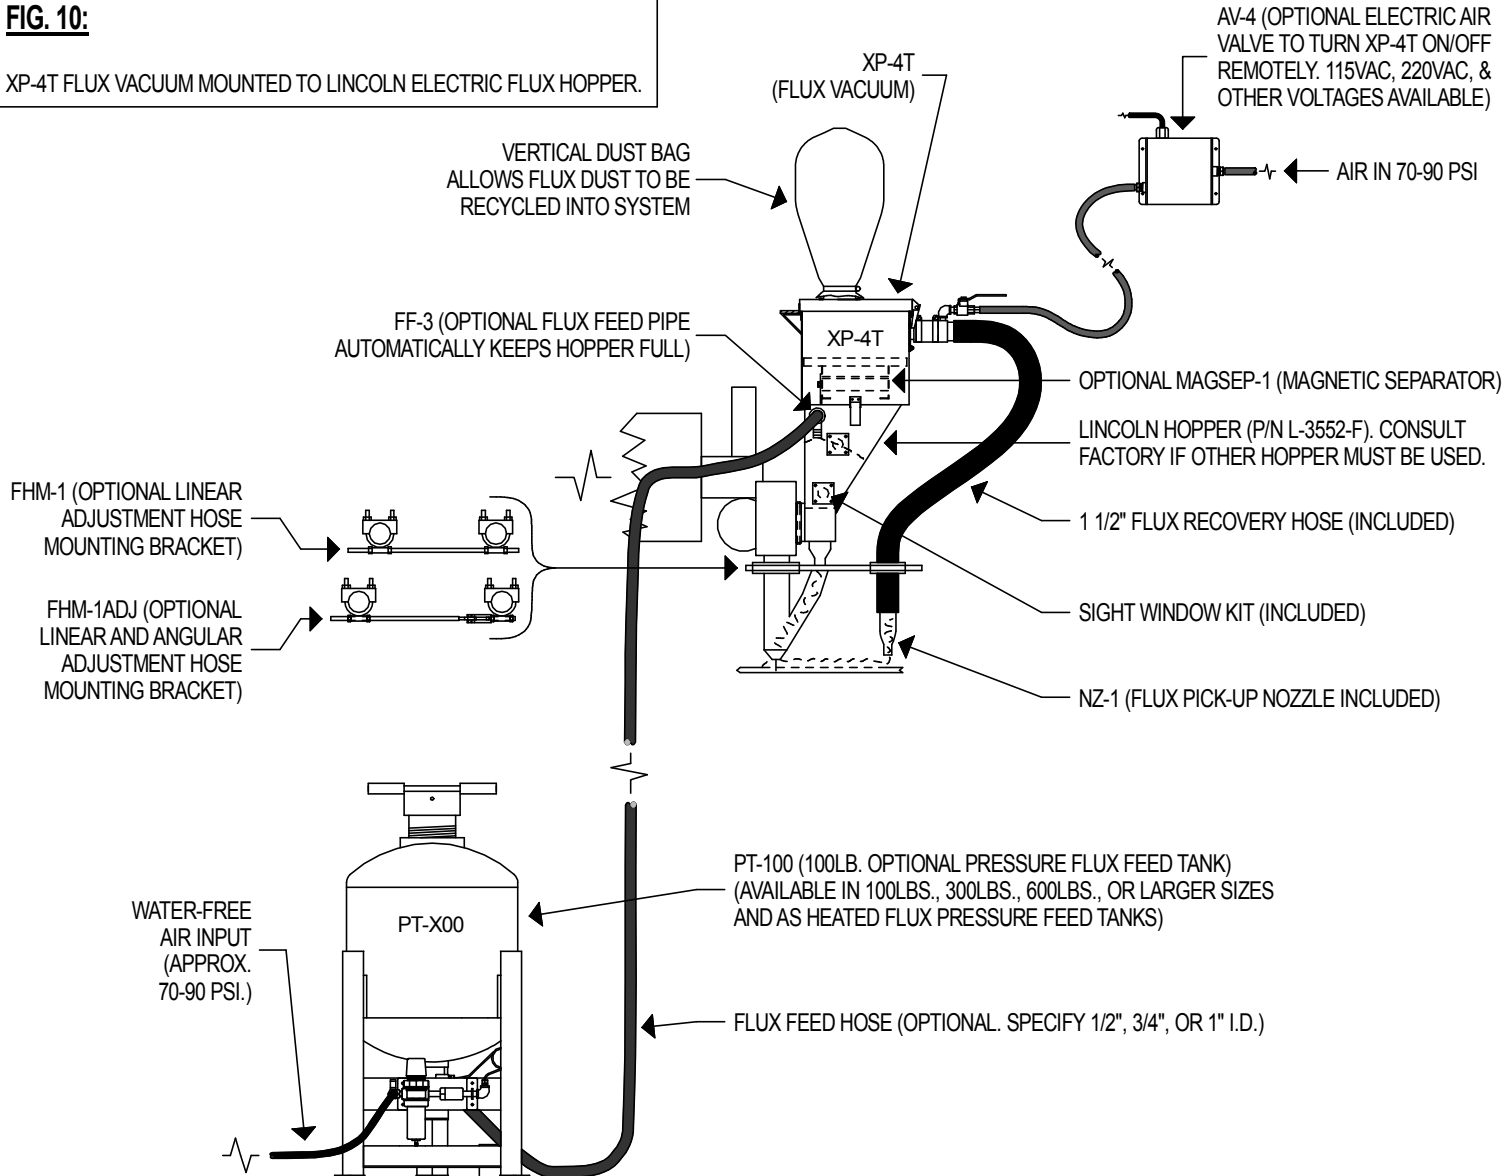 FIG. 10:
XP-4T FLUX VACUUM MOUNTED TO LINCOLN ELECTRIC FLUX HOPPER.
AV-4 (OPTIONAL ELECTRIC AIR
VALVE TO TURN XP-4T ON/OFF
REMOTELY. 115VAC, 220VAC, &
OTHER VOLTAGES AVAILABLE)
XP-4T
(FLUX VACUUM)
VERTICAL DUST BAG
ALLOWS FLUX DUST TO BE
RECYCLED INTO SYSTEM
AIR IN 70-90 PSI
FF-3 (OPTIONAL FLUX FEED PIPE
AUTOMATICALLY KEEPS HOPPER FULL)
XP-4T
OPTIONAL MAGSEP-1 (MAGNETIC SEPARATOR)
LINCOLN HOPPER (P/N L-3552-F). CONSULT
FACTORY IF OTHER HOPPER MUST BE USED.
FHM-1 (OPTIONAL LINEAR
ADJUSTMENT HOSE
MOUNTING BRACKET)
1 1/2" FLUX RECOVERY HOSE (INCLUDED)
FHM-1ADJ (OPTIONAL
LINEAR AND ANGULAR
ADJUSTMENT HOSE
MOUNTING BRACKET)
SIGHT WINDOW KIT (INCLUDED)
NZ-1 (FLUX PICK-UP NOZZLE INCLUDED)
PT-100 (100LB. OPTIONAL PRESSURE FLUX FEED TANK)
(AVAILABLE IN 100LBS., 300LBS., 600LBS., OR LARGER SIZES
AND AS HEATED FLUX PRESSURE FEED TANKS)
PT-X00
WATER-FREE
AIR INPUT
(APPROX.
70-90 PSI.)
FLUX FEED HOSE (OPTIONAL. SPECIFY 1/2", 3/4", OR 1" I.D.)